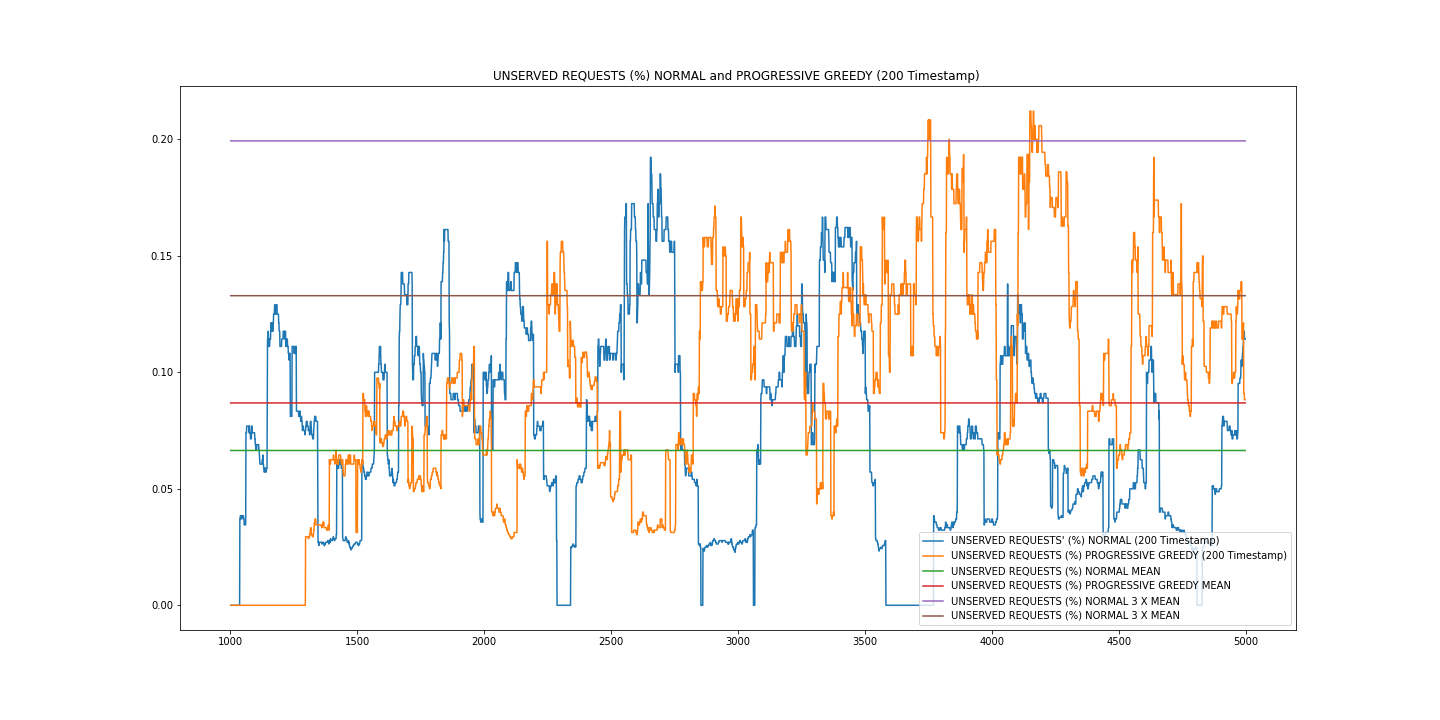 UNSERVED REQUESTS (%) NORMAL and PROGRESSIVE GREEDY (200 Timestamp)
0.20
0.15
0.10
0.05
0.00
UNSERVED REQUESTS' (%) NORMAL (200 Timestamp)
UNSERVED REQUESTS (%) PROGRESSIVE GREEDY (200 Timestamp)
UNSERVED REQUESTS (%) NORMAL MEAN
UNSERVED REQUESTS (%) PROGRESSIVE GREEDY MEAN
UNSERVED REQUESTS (%) NORMAL 3 X MEAN
UNSERVED REQUESTS (%) NORMAL 3 X MEAN
1000 1500 2000 2500 3000 3500 4000 4500 5000